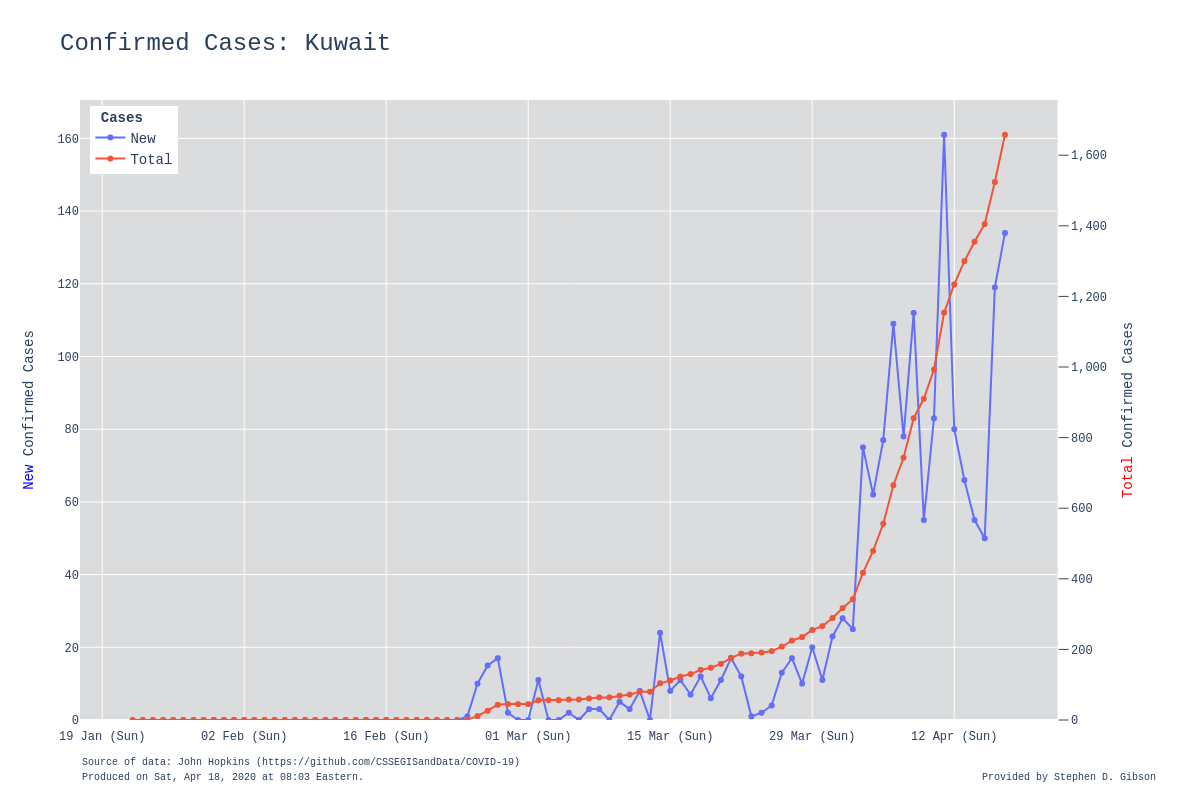 Confirmed Cases: Kuwait
Cases
New
Total
160
140
120
100
80
60
40
20
0
1,600
1,400
1,200
1,000
800
600
400
200
0
New Confirmed Cases
Total Confirmed Cases
19 Jan (Sun) 02 Feb (Sun) 16 Feb (Sun) 01 Mar (Sun) 15 Mar (Sun) 29 Mar (Sun) 12 Apr (Sun)
Source of data: John Hopkins (https://github.com/CSSEGISandData/COVID-19)
Produced on Sat, Apr 18, 2020 at 08:03 Eastern.
Provided by Stephen D. Gibson